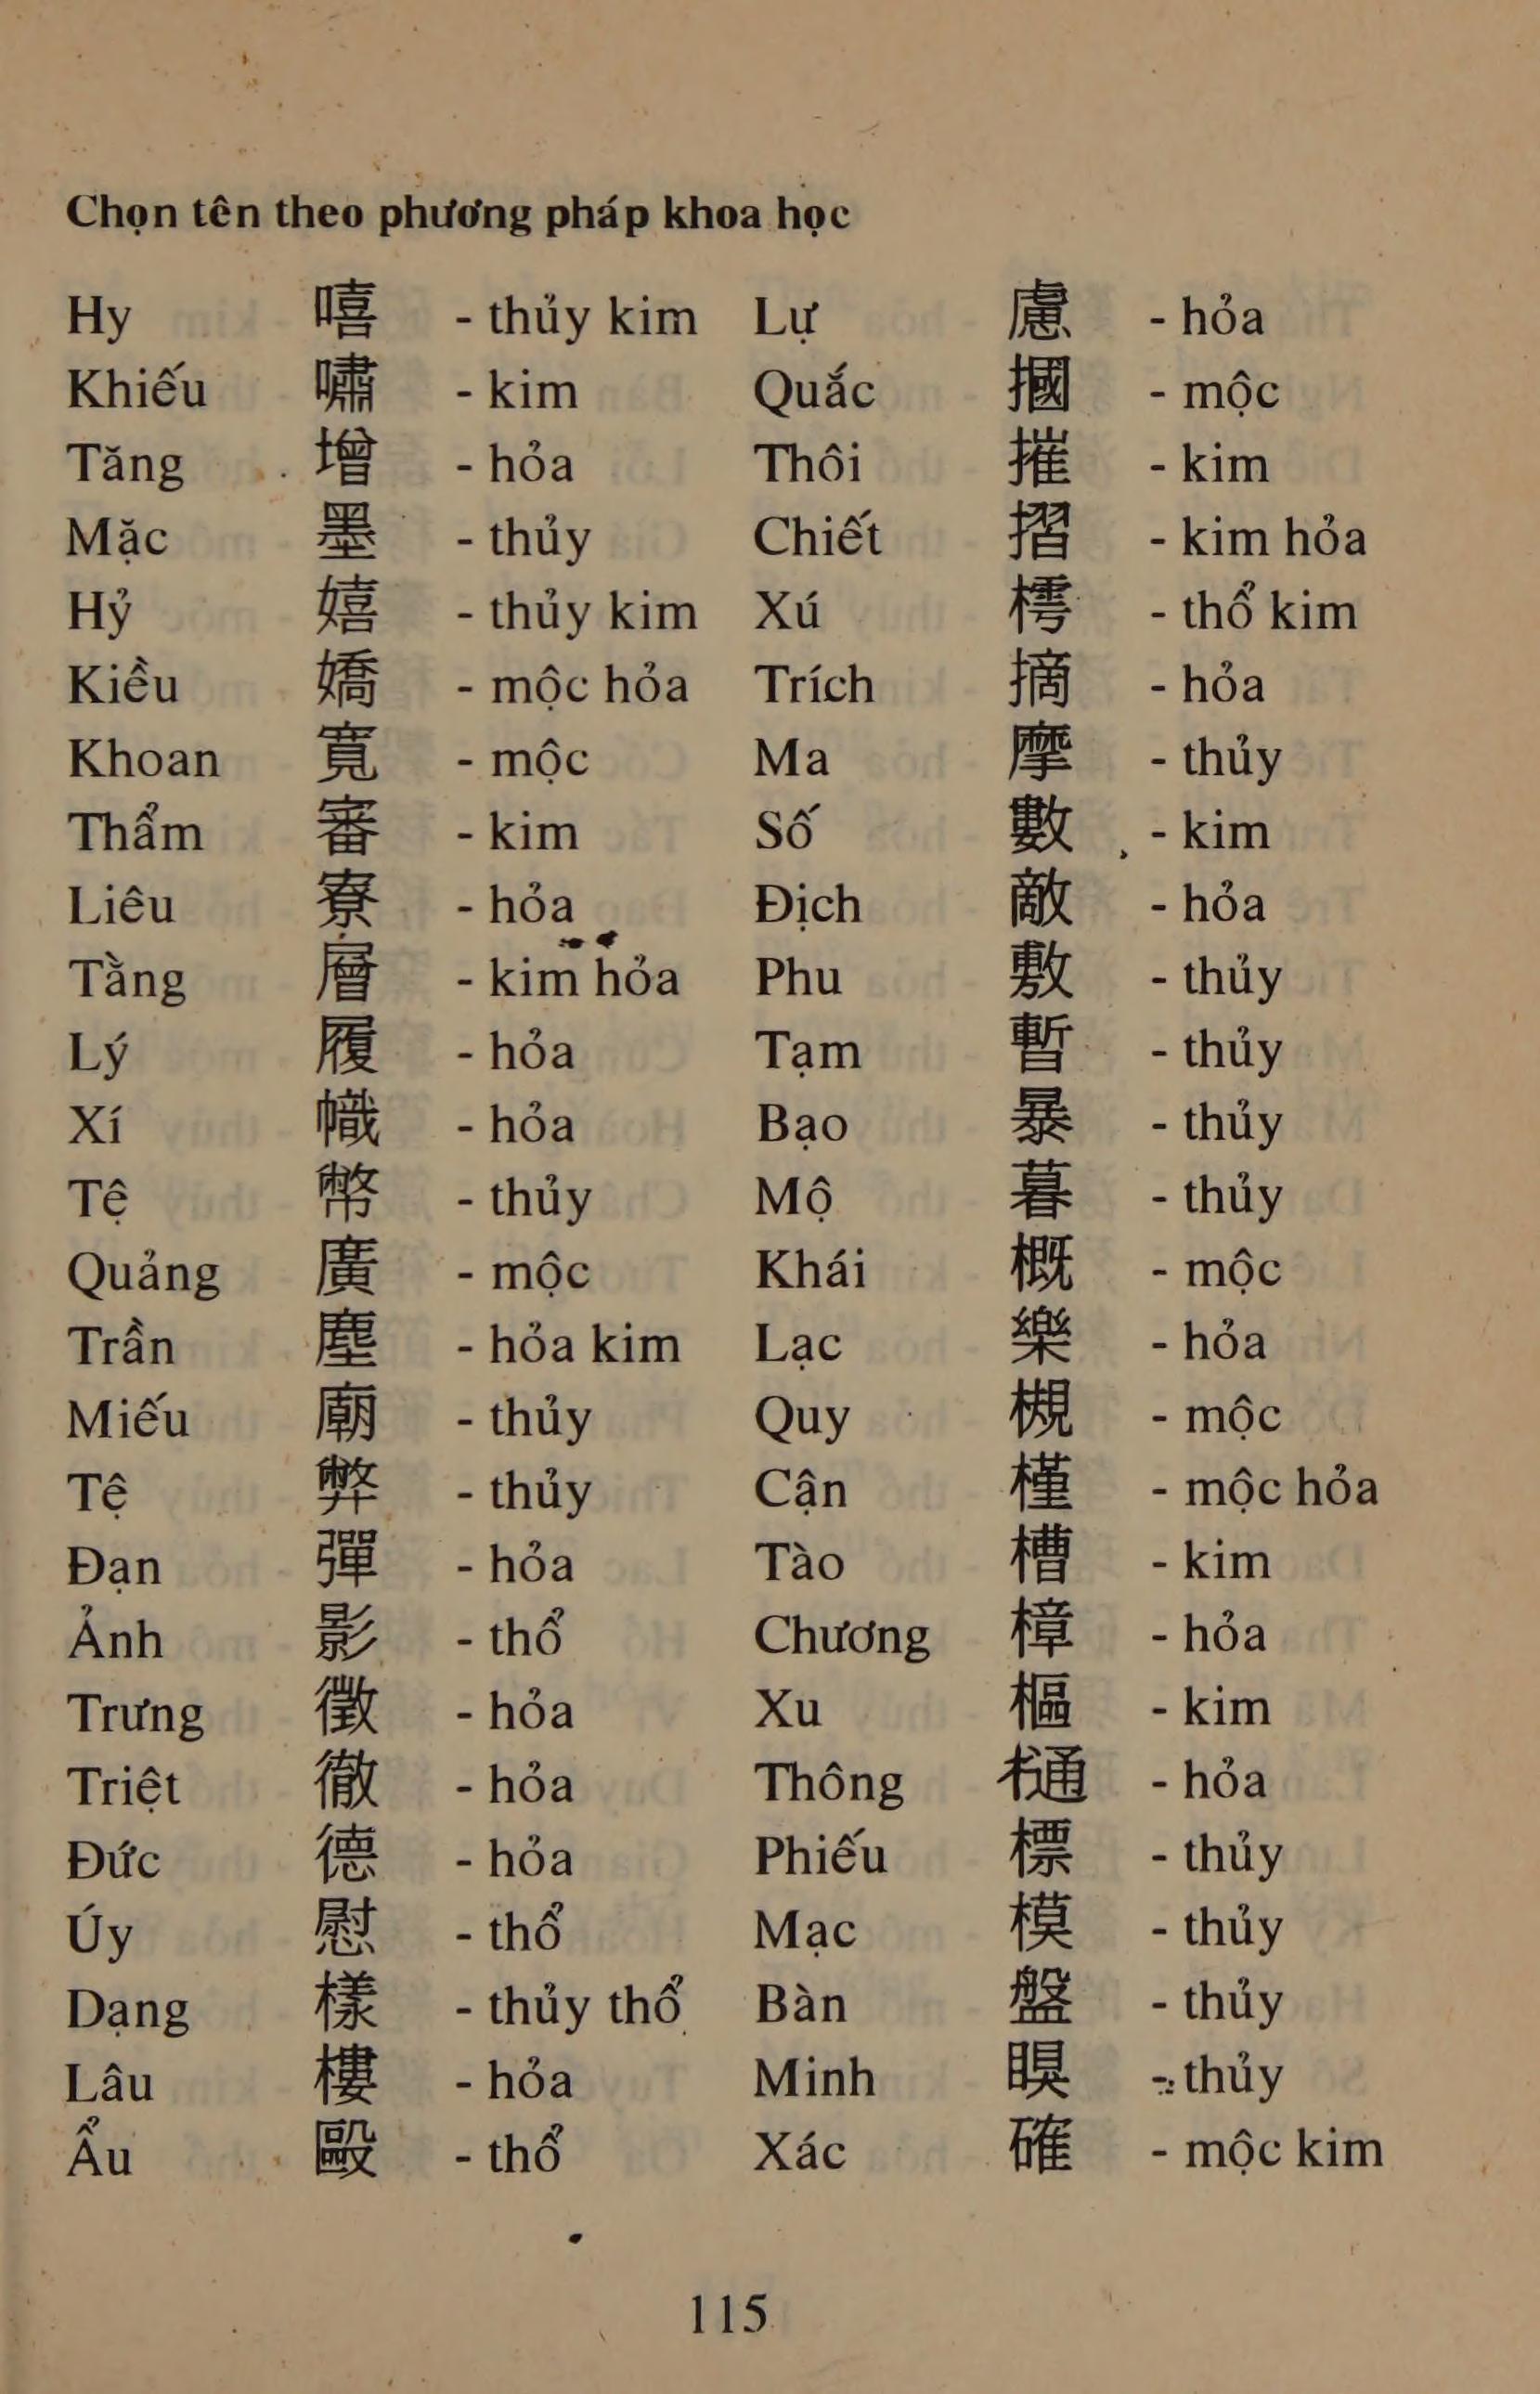 Chọn tên theo phương pháp khoa học
Hy 嘻 - thủy kim
Khiếu 嘯 - kim
Tăng 增 - hỏa
Mặc 墨 - thủy
Hỷ 嬉 - thủy kim
Kiều 嬌 - mộc hỏa
Khoan 寬 - mộc
Thẩm 審 - kim
Liêu 寮 - hỏa
Tằng 層 - kim hỏa
Lý 履 - hỏa
Xí 幟 - hỏa
Tệ 幣 - thủy
Quảng 廣 - mộc
Trần 塵 - hỏa kim
Miếu 廟 - thủy
Tệ 弊 - thủy
Đạn 彈 - hỏa
Ảnh 影 - thổ
Trưng 徵 - hỏa
Triệt 徹 - hỏa
Đức 德 - hỏa
Úy 慰 - thổ
Dạng 樣 - thủy thổ
Lâu 樓 - hỏa
Ẩu 毆 - thổ
Lự 慮 - hỏa
Quắc 摑 - mộc
Thôi 摧 - kim
Chiết 摺 - kim hỏa
Xú 樗 - thổ kim
Trích 摘 - hỏa
Ma 摩 - thủy
Số 數 - kim
Địch 敵 - hỏa
Phu 敷 - thủy
Tạm 暫 - thủy
Bạo 暴 - thủy
Mộ 暮 - thủy
Khái 概 - mộc
Lạc 樂 - hỏa
Quy 槻 - mộc
Cận 槿 - mộc hỏa
Tào 槽 - kim
Chương 樟 - hỏa
Xu 樞 - kim
Thông 樋 - hỏa
Phiếu 標 - thủy
Mạc 模 - thủy
Bàn 盤 - thủy
Minh 瞑 - thủy
Xác 確 - mộc kim
115